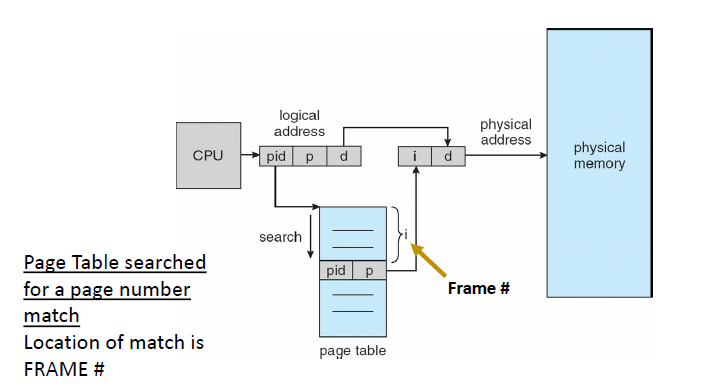 logical
address
physical
address
CPU
pid p d
i d
physical
memory
search
i
pid p
Frame #
page table
Page Table searched
for a page number
match
Location of match is
FRAME #